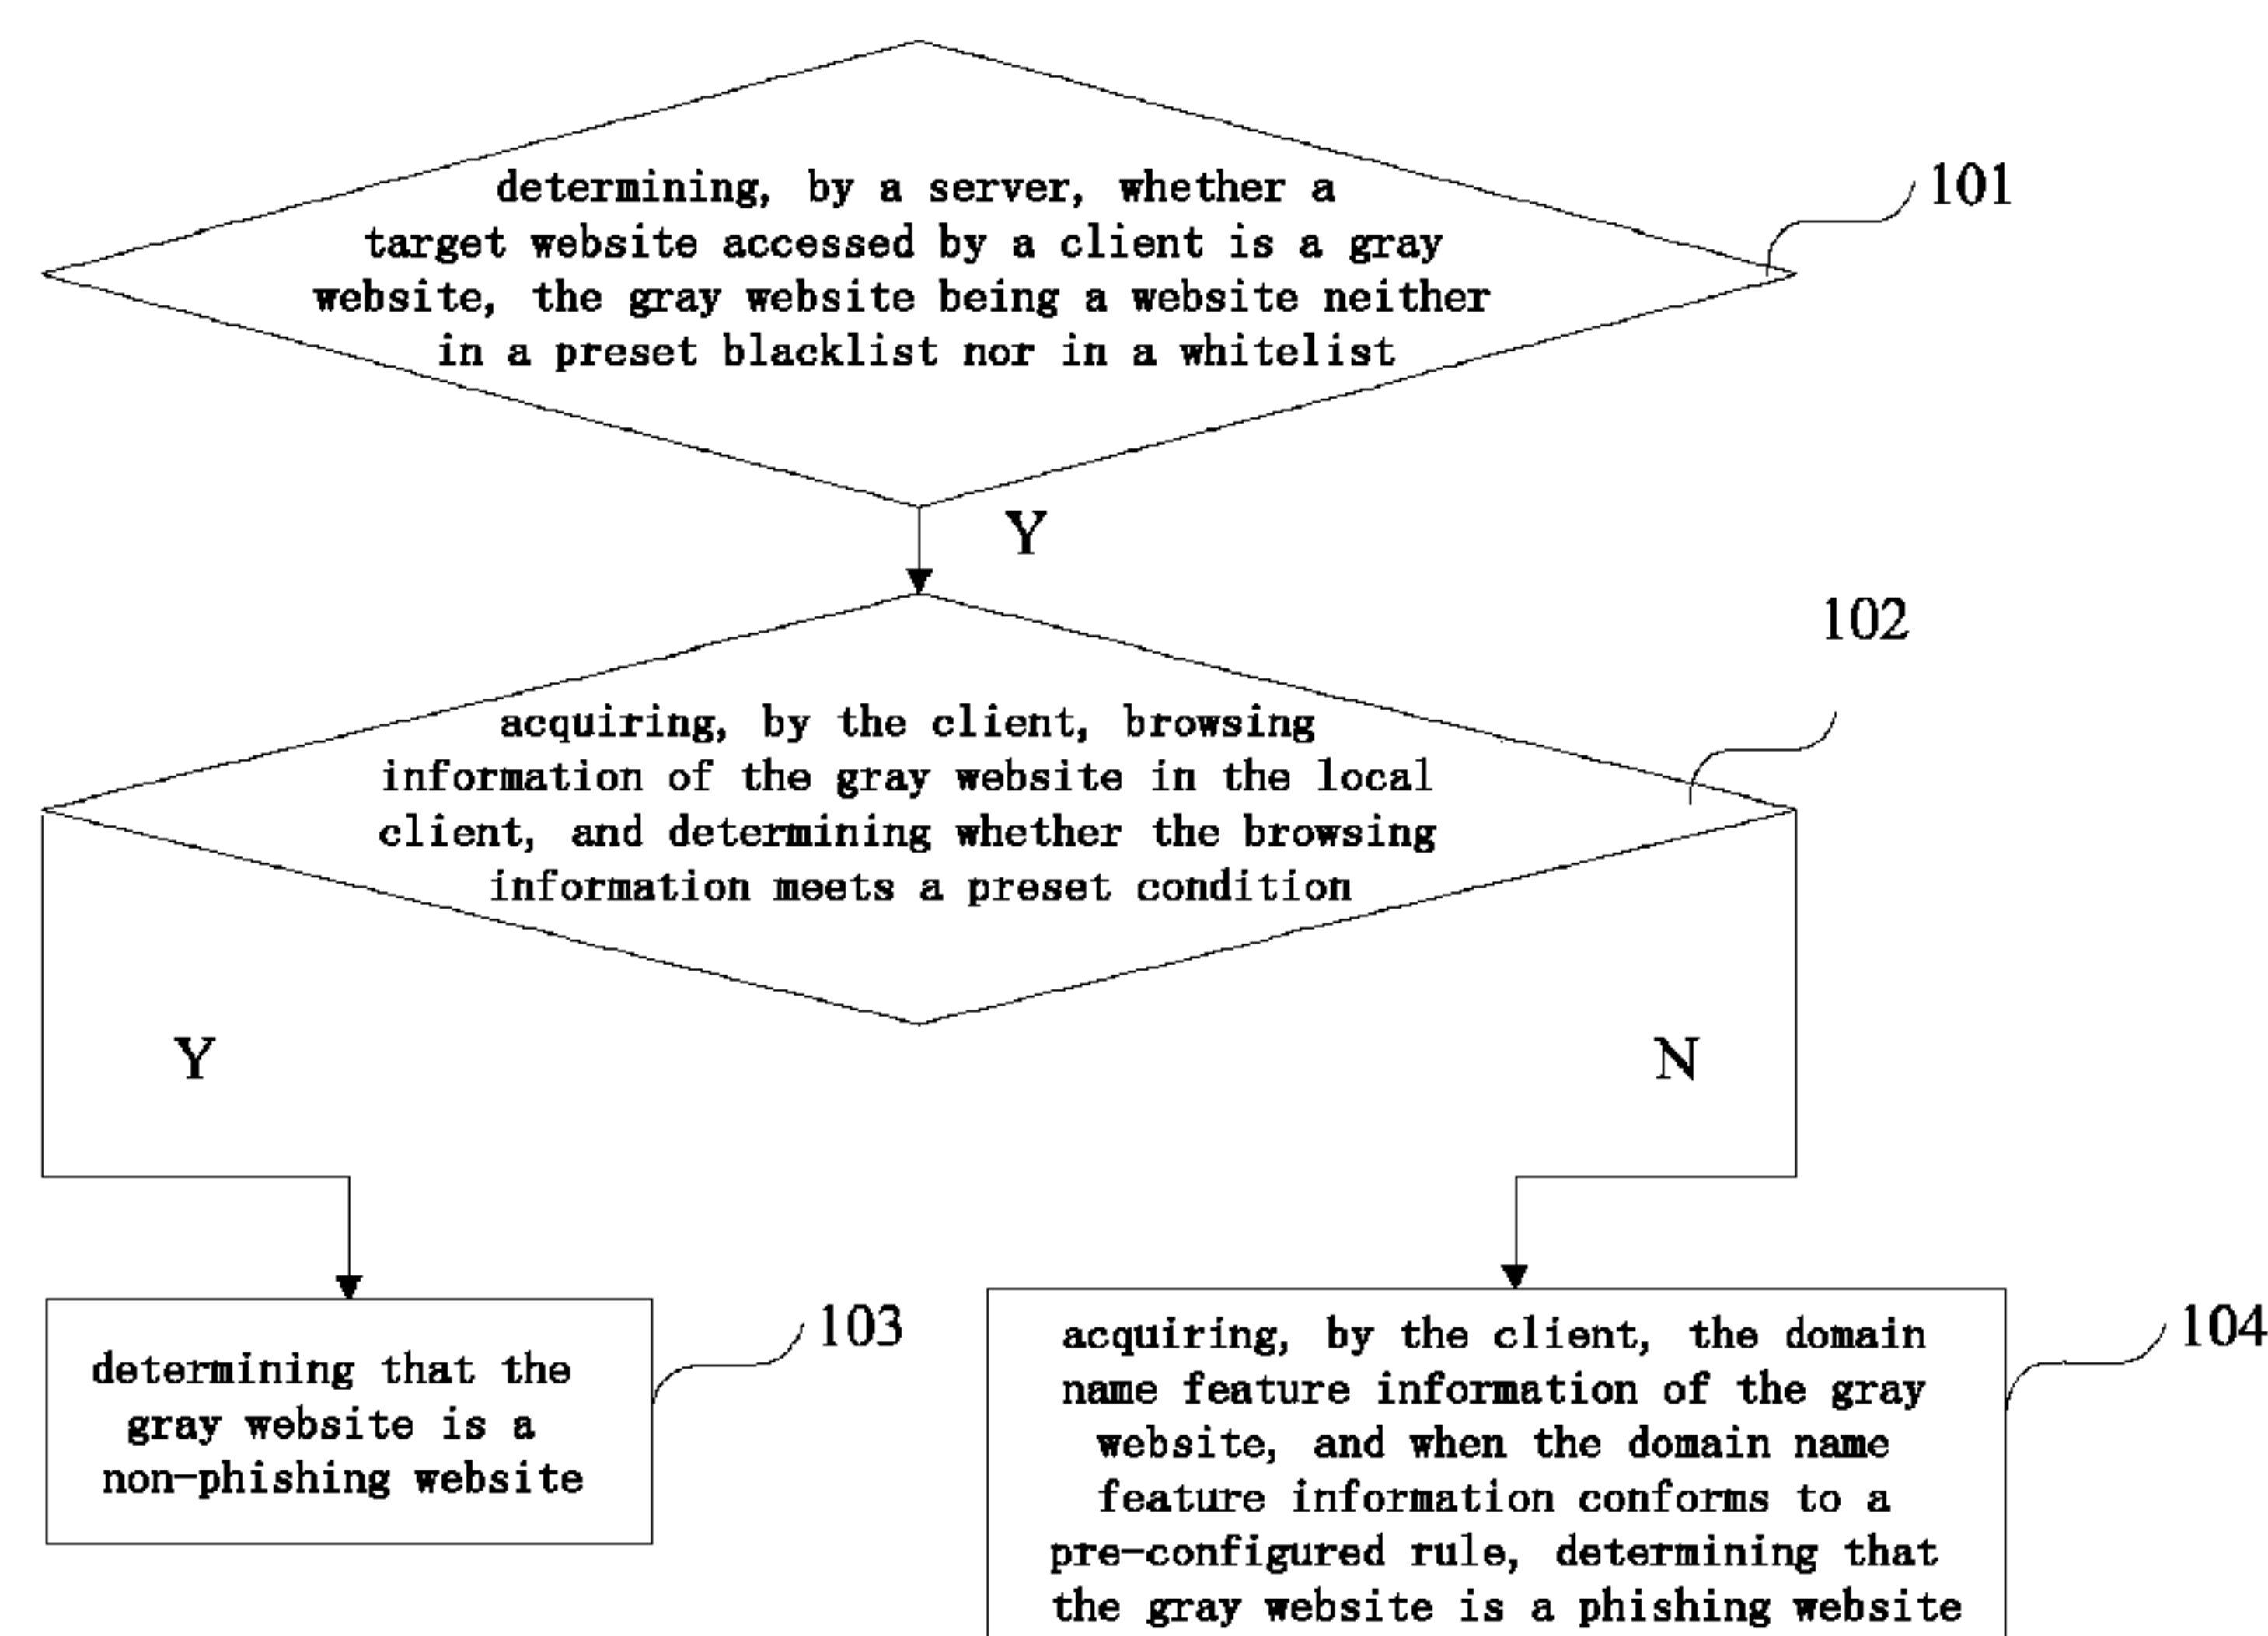 determining, by a server, whether a
target website accessed by a client is a gray
website, the gray website being a website neither
in a preset blacklist nor in a whitelist
101
Y
102
acquiring, by the client, browsing
information of the gray website in the local
client, and determining whether the browsing
information meets a preset condition
Y
N
determining that the
gray website is a
non-phishing website
103
acquiring, by the client, the domain
name feature information of the gray
website, and when the domain name
feature information conforms to a
pre-configured rule, determining that
the gray website is a phishing website
104